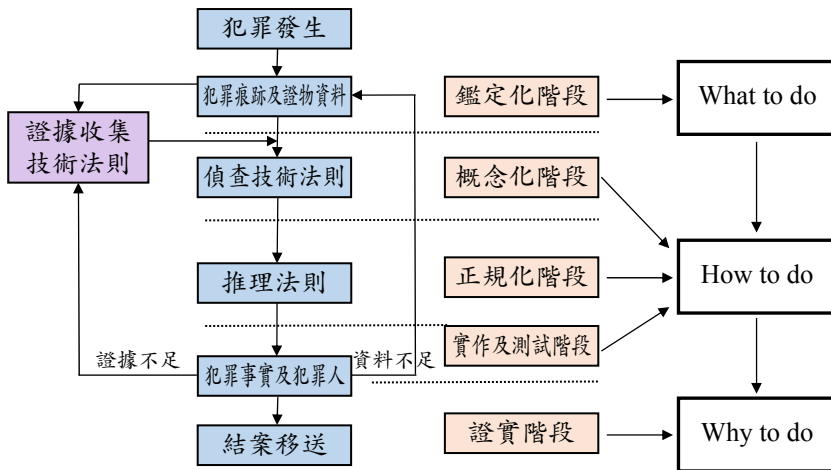 犯罪發生
犯罪痕跡及證物資料
鑑定化階段
What to do
證據收集
技術法則
偵查技術法則
概念化階段
推理法則
正規化階段
How to do
實作及測試階段
證據不足
犯罪事實及犯罪人
資料不足
結案移送
證實階段
Why to do